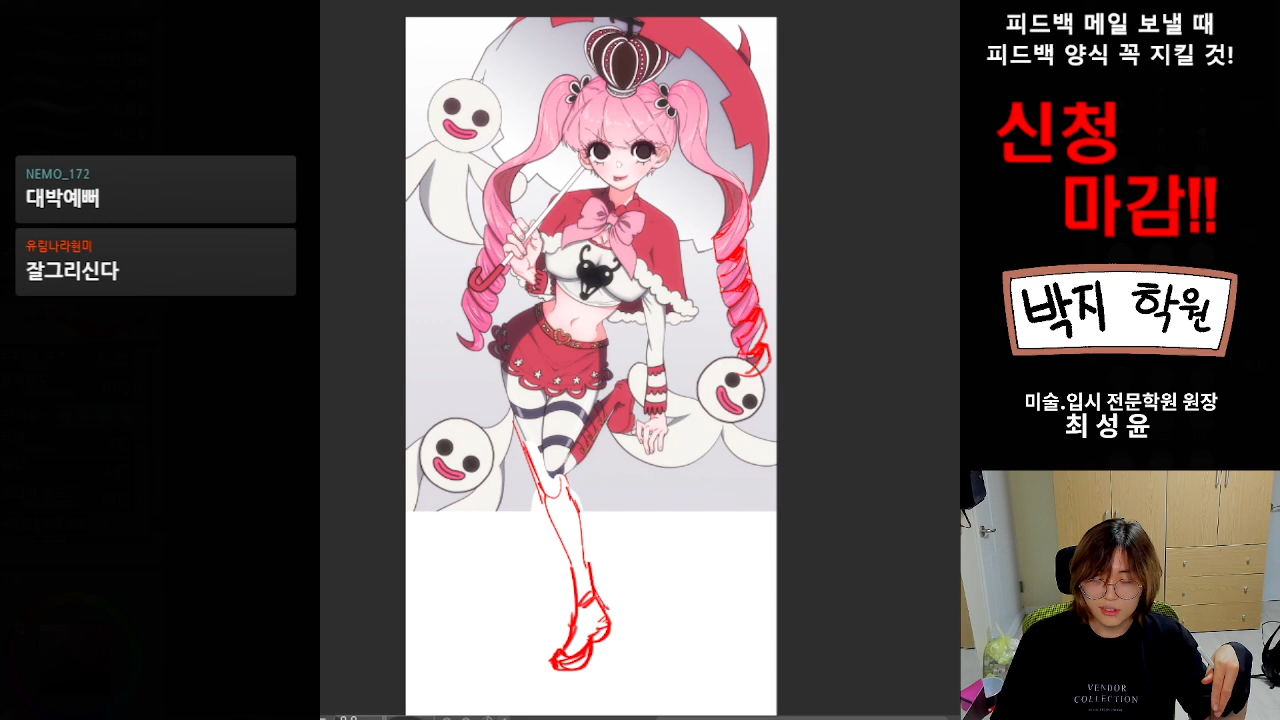 NEMO_172
대박예뻐
유림나라현미
잘그리신다
피드백 메일 보낼 때
피드백 양식 꼭 지킬 것!
신청
마감!!
박지 학원
미술.입시 전문학원 원장
최성윤
VENDOR
COLLECTION